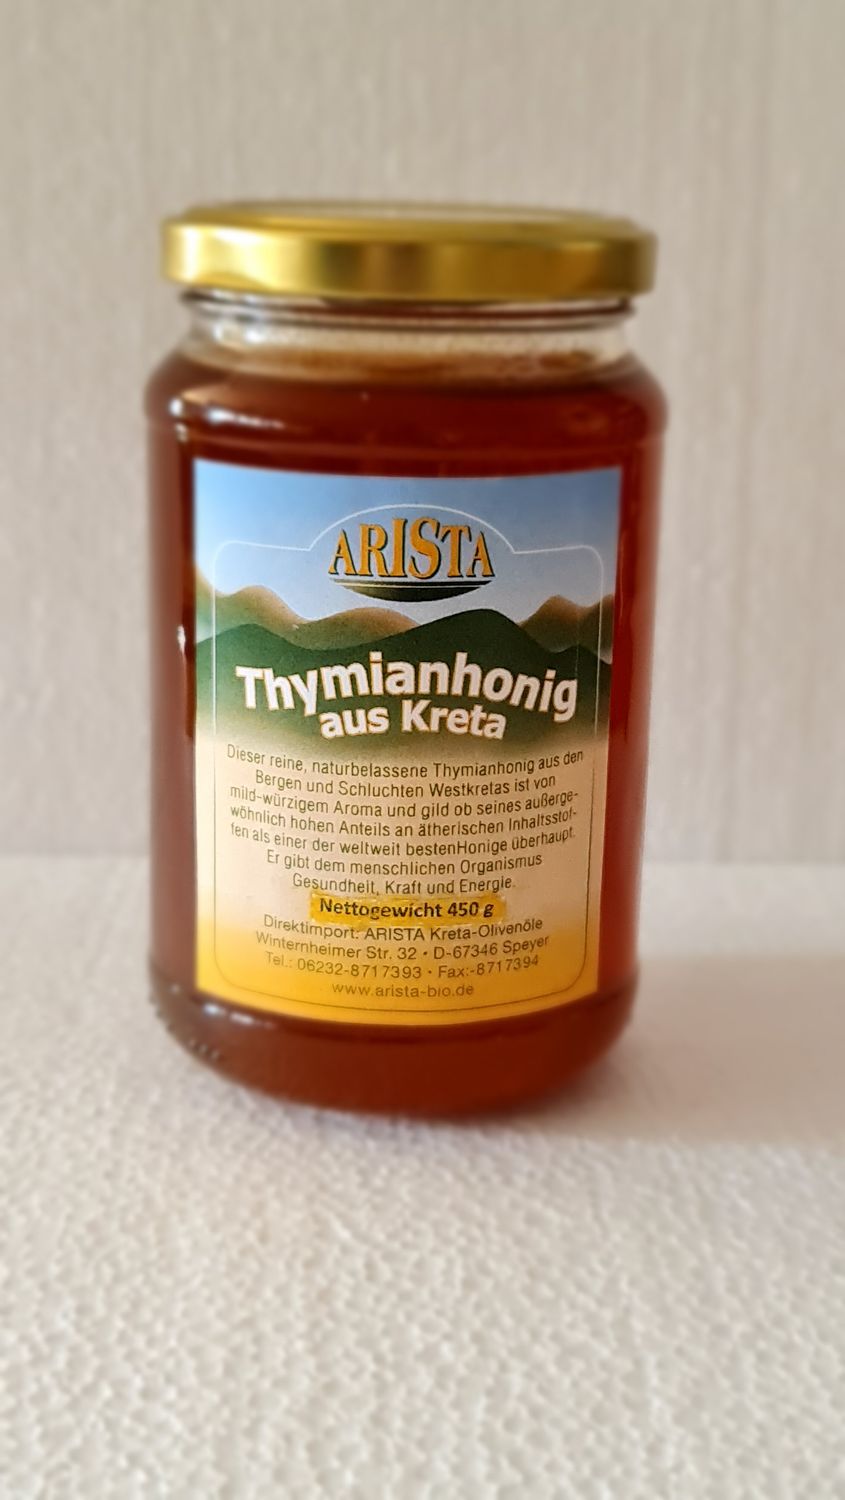 ARISTA
Thymianhonig
aus Kreta
Dieser reine, naturbelassene Thymianhonig aus den
Bergen und Schluchten Westkretas ist von
mild-würzigem Aroma und gild ob seines außerge-
wöhnlich hohen Anteils an ätherischen Inhaltsstof-
fen als einer der weltweit bestenHonige überhaupt.
Er gibt dem menschlichen Organismus
Gesundheit, Kraft und Energie.
Nettogewicht 450 g
Direktimport: ARISTA Kreta-Olivenöle
Winternheimer Str. 32 • D-67346 Speyer
Tel.: 06232-8717393 • Fax:-8717394
www.arista-bio.de